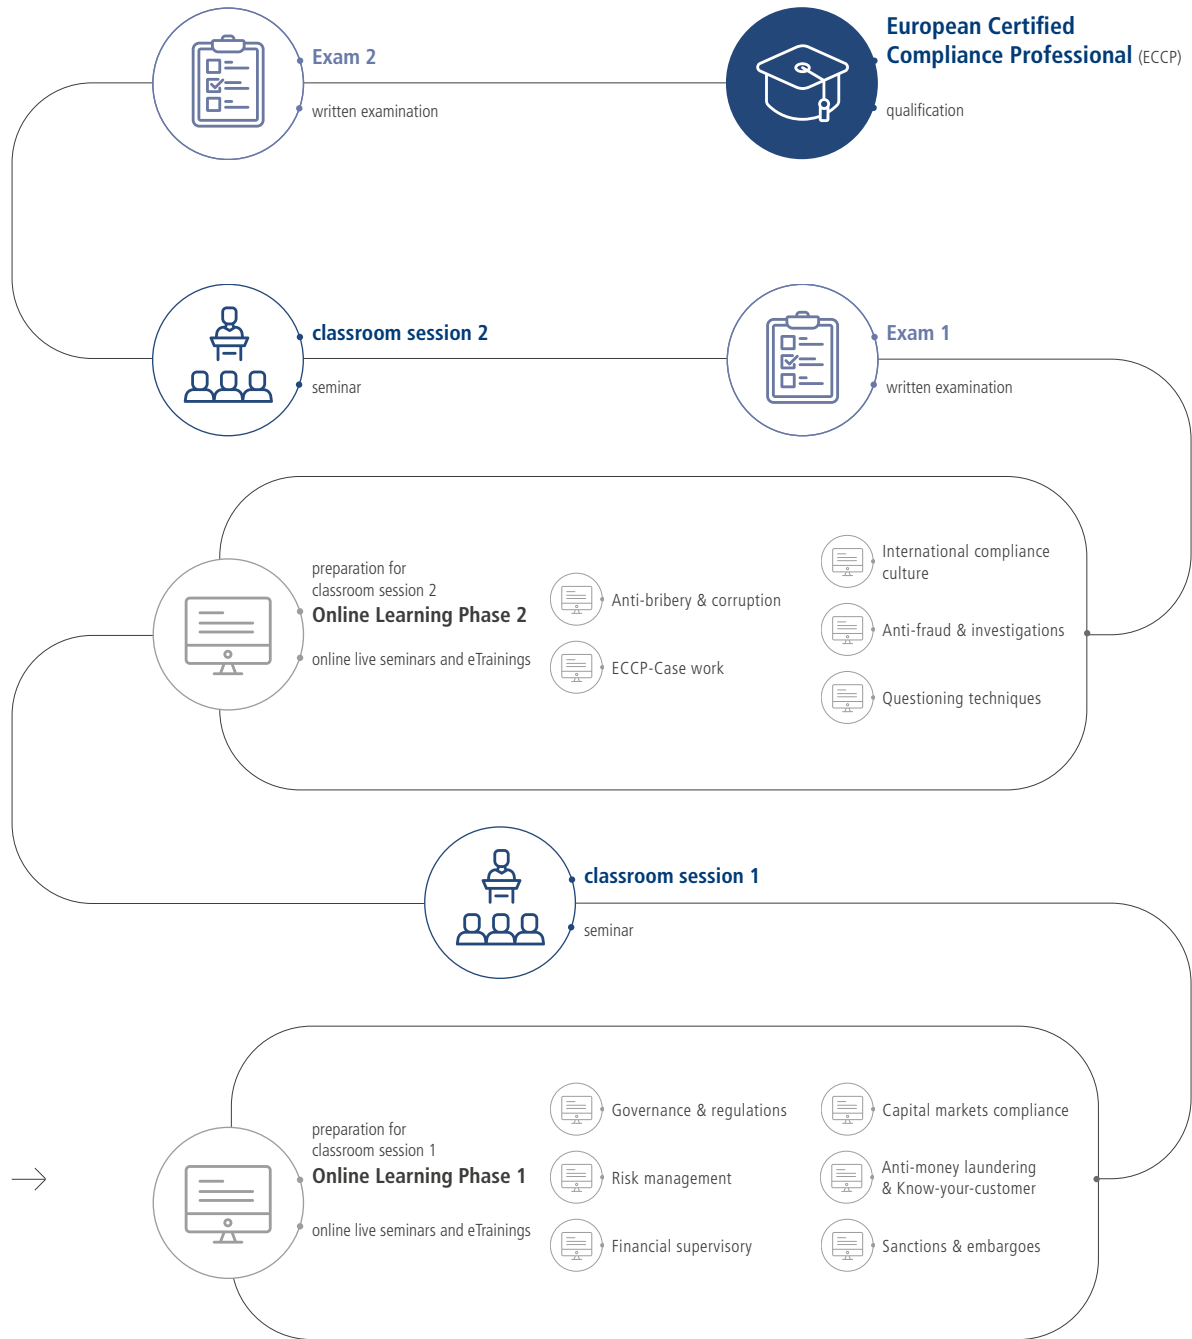 Exam 2
written examination
European Certified
Compliance Professional (ECCP)
qualification
classroom session 2
seminar
Exam 1
written examination
preparation for
classroom session 2
Online Learning Phase 2
online live seminars and eTrainings
Anti-bribery & corruption
ECCP-Case work
International compliance
culture
Anti-fraud & investigations
Questioning techniques
classroom session 1
seminar
preparation for
classroom session 1
Online Learning Phase 1
online live seminars and eTrainings
Governance & regulations
Risk management
Financial supervisory
Capital markets compliance
Anti-money laundering
& Know-your-customer
Sanctions & embargoes